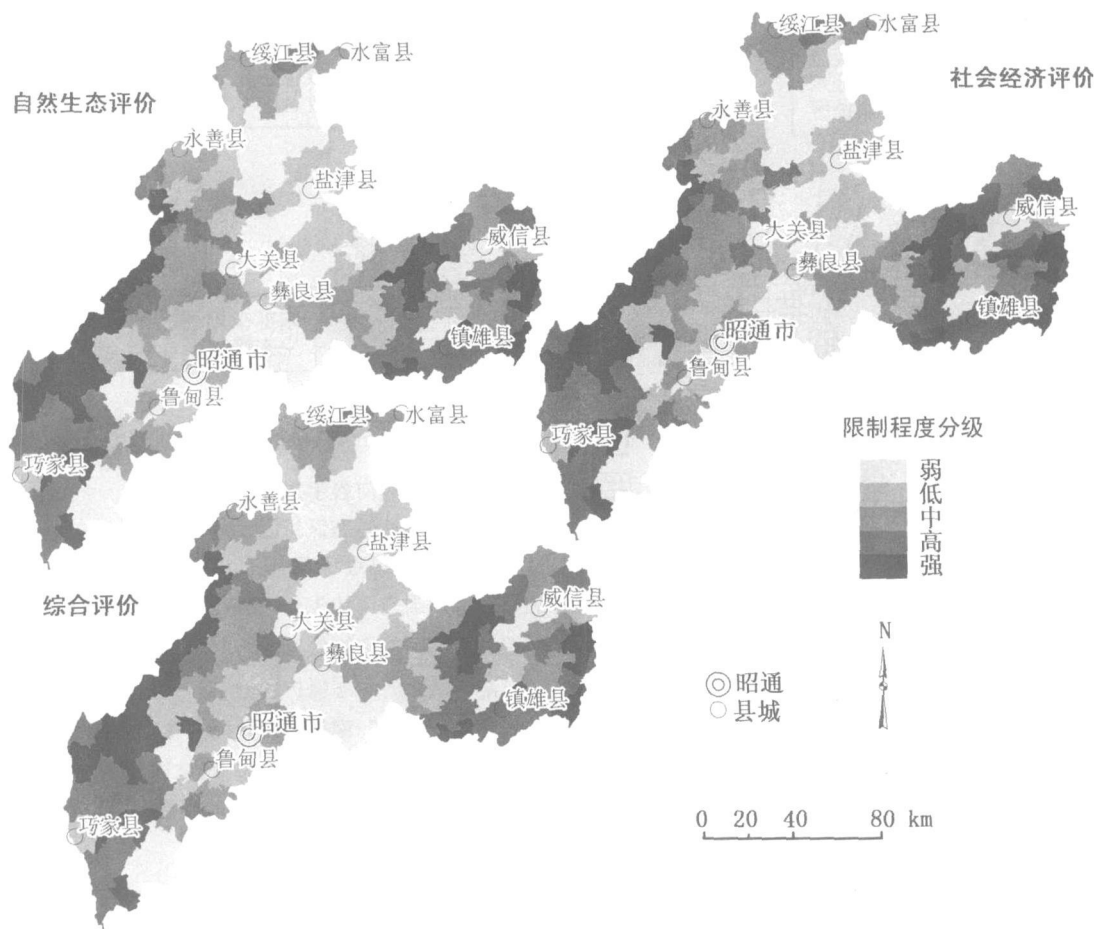 自然生态评价
绥江县
水富县
永善县
盐津县
大关县
威信县
彝良县
镇雄县
昭通市
鲁甸县
巧家县
社会经济评价
绥江县
水富县
永善县
盐津县
大关县
威信县
彝良县
镇雄县
昭通市
鲁甸县
巧家县
综合评价
绥江县
水富县
永善县
盐津县
大关县
威信县
彝良县
镇雄县
昭通市
鲁甸县
巧家县
限制程度分级
弱
低
中
高
强
N
昭通
县城
0 20 40 80 km